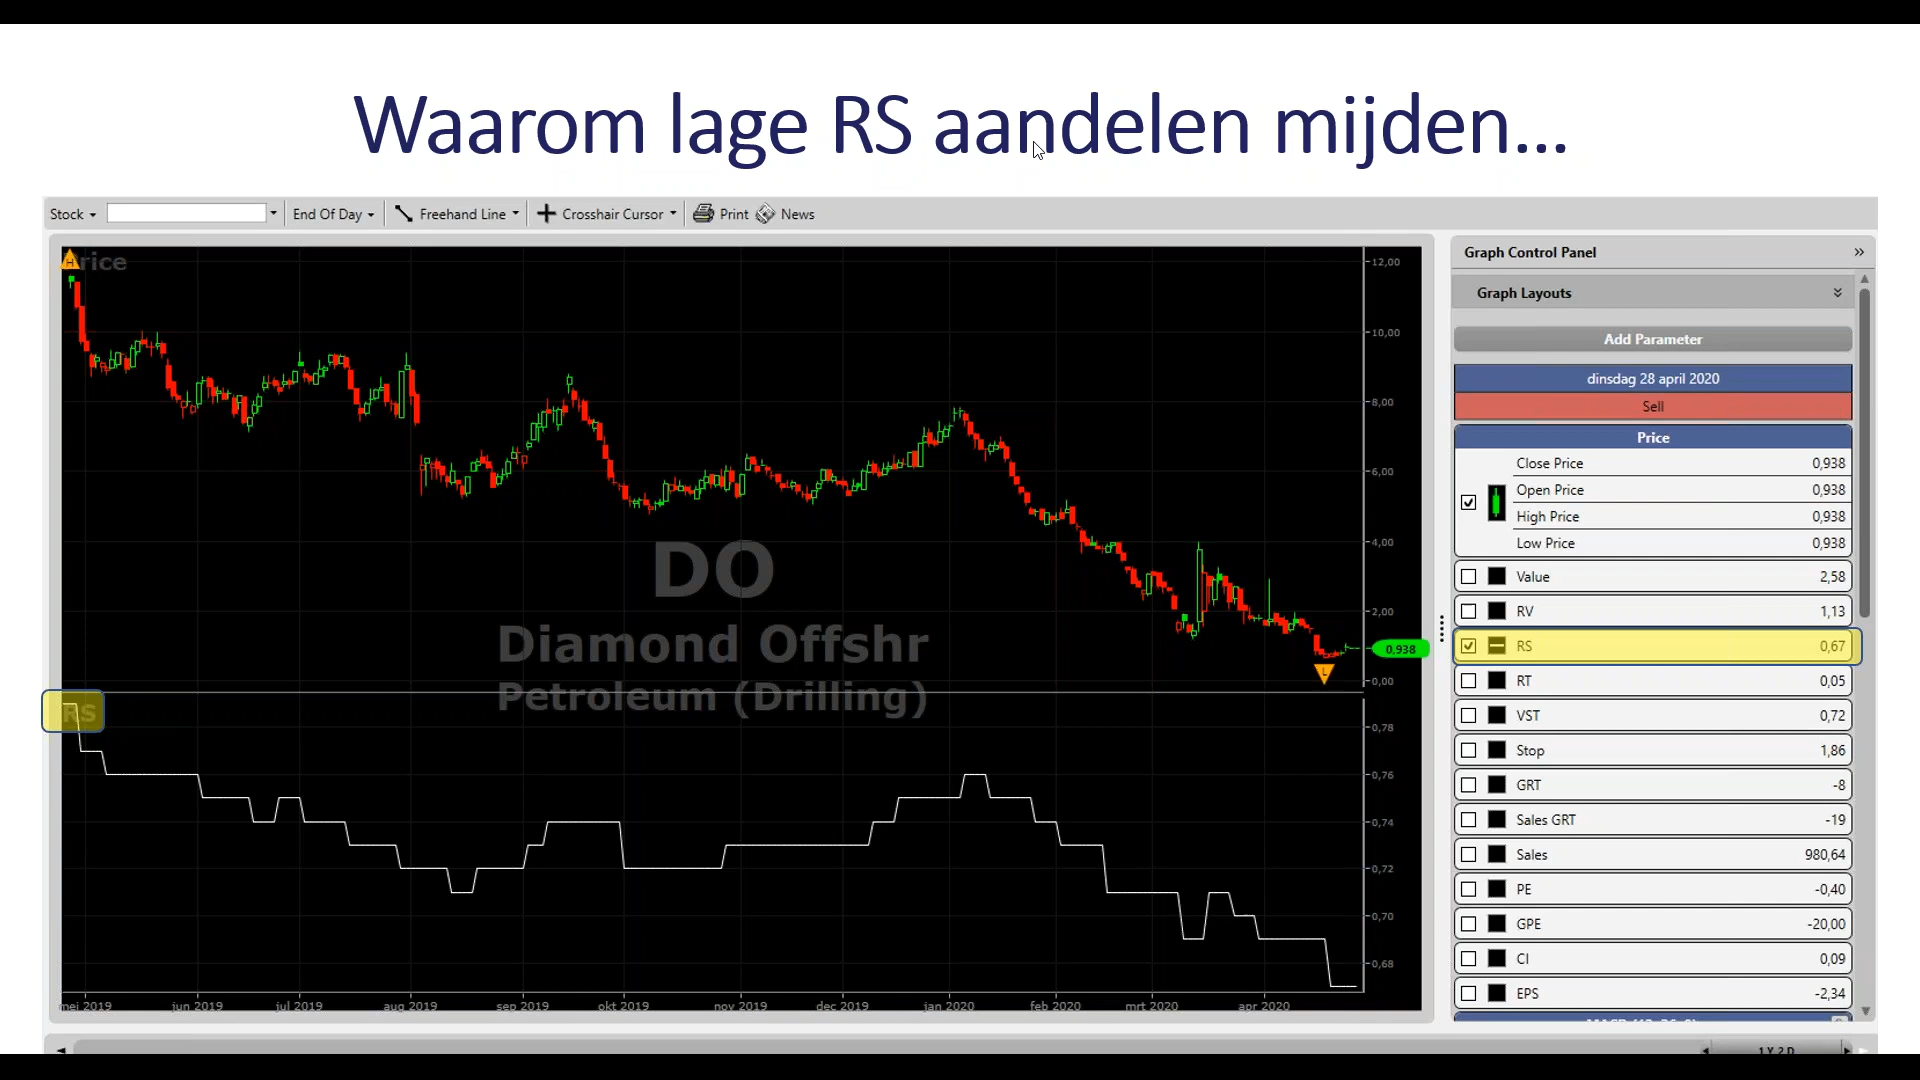 Waarom lage RS aandelen mijden...
Stock
End Of Day
Freehand Line
Crosshair Cursor
Print
News
Price
H
12,00
10,00
8,00
6,00
4,00
2,00
0,938
0,00
L
DO
Diamond Offshr
Petroleum (Drilling)
RS
0,78
0,76
0,74
0,72
0,70
0,68
mei 2019 jun 2019 jul 2019 aug 2019 sep 2019 okt 2019 nov 2019 dec 2019 jan 2020 feb 2020 mrt 2020 apr 2020
Graph Control Panel
Graph Layouts
Add Parameter
dinsdag 28 april 2020
Sell
Price
Close Price 0,938
Open Price 0,938
High Price 0,938
Low Price 0,938
Value 2,58
RV 1,13
RS 0,67
RT 0,05
VST 0,72
Stop 1,86
GRT -8
Sales GRT -19
Sales 980,64
PE -0,40
GPE -20,00
CI 0,09
EPS -2,34
1 Y 2 D